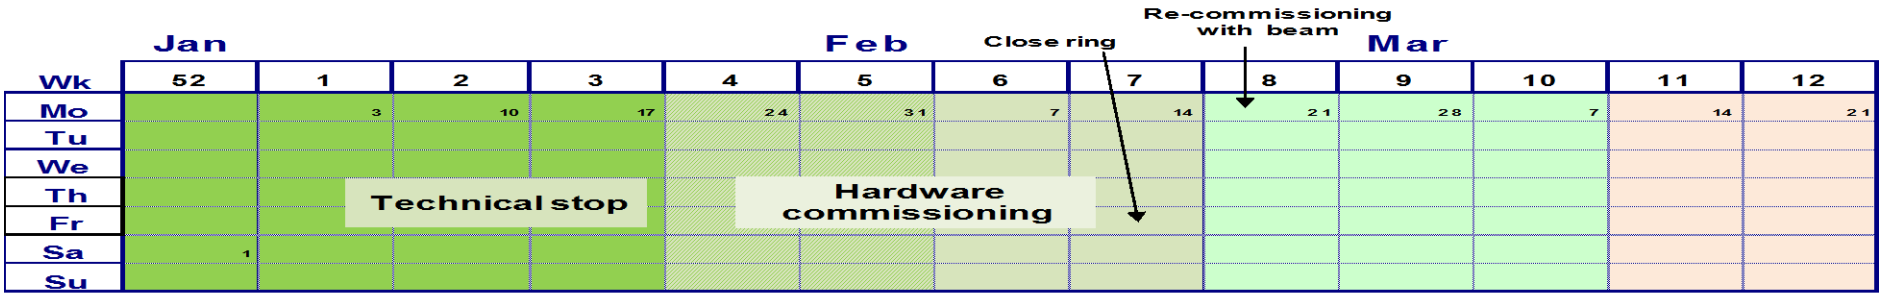 Re-commissioning
with beam
Jan Feb Close ring Mar
Wk 52 1 2 3 4 5 6 7 8 9 10 11 12
Mo 3 10 17 24 31 7 14 21 28 7 14 21
Tu
We
Th
Technical stop
Hardware
commissioning
Fr
Sa 1
Su